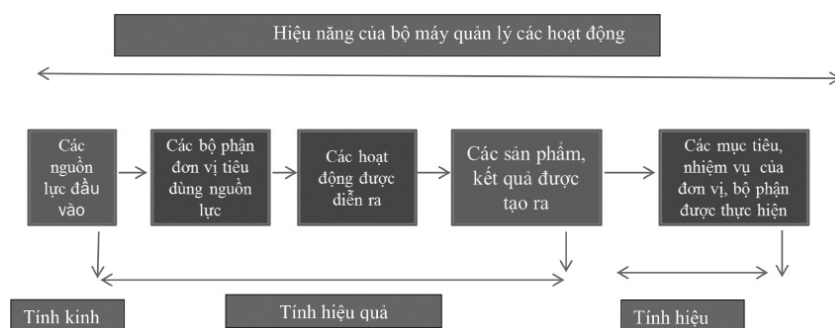 Hiệu năng của bộ máy quản lý các hoạt động
Các
nguồn
lực đầu
vào
Các bộ phận
đơn vị tiêu
dùng nguồn
lực
Các hoạt
động được
diễn ra
Các sản phẩm,
kết quả được
tạo ra
Các mục tiêu,
nhiệm vụ của
đơn vị, bộ phận
được thực hiện
Tính kinh
Tính hiệu quả
Tính hiệu